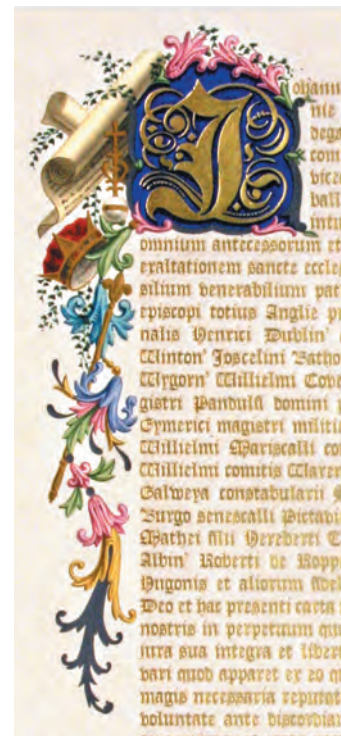 Johann
nie
dega
com
vice
ball
intu
omnium antecessorum et
exaltationem sancte eccle
silium venerabilium pat
episcopi totius Anglie pr
nalis Henrici Dublin'
Winton' Joscelini Batho
Wygorn' Willielmi Cove
gistri Pandulfi domini
Eymerici magistri militi
Willielmi Mariscalli co
Willielmi comitis Waren
Galweya constabularii
Burgo senescalli Pictavi
Mathei filii Hereberti
Albin' Roberti de Ropp
Hugonis et aliorum fidel
Deo et hac presenti carta
nostris in perpetuum qu
iura sua integra et liber
vari quod apparet ex eo q
magis necessaria reputat
voluntate ante discordia